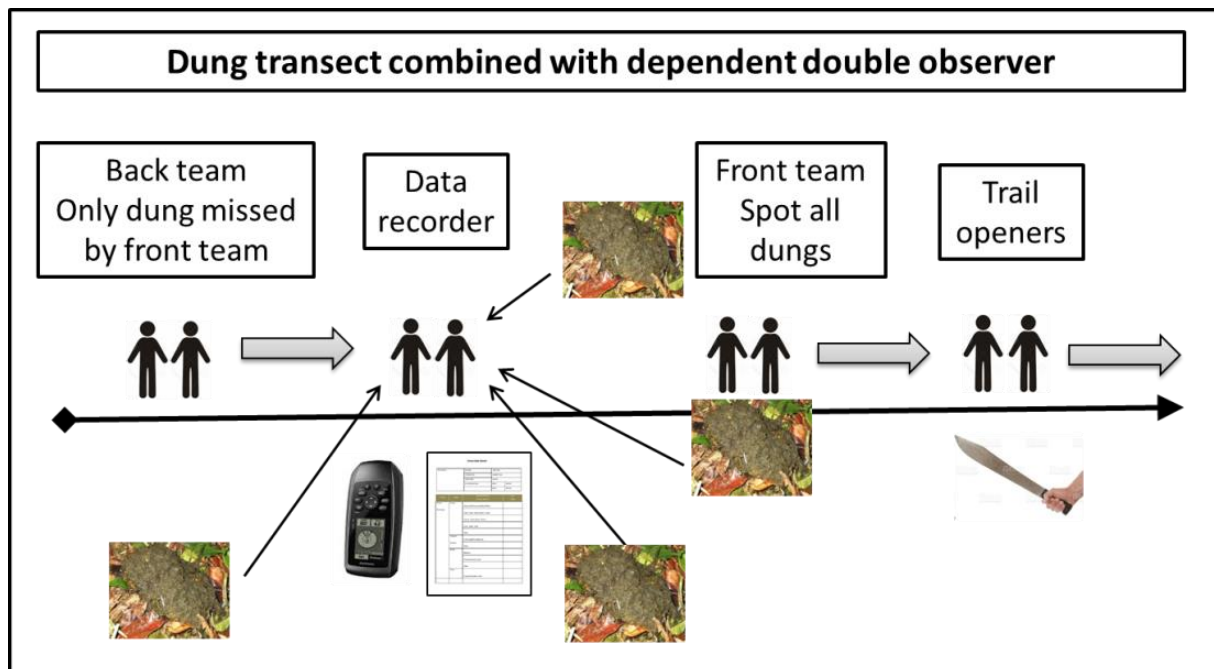 Dung transect combined with dependent double observer
Back team
Only dung missed
by front team
Data
recorder
Front team
Spot all
dungs
Trail
openers